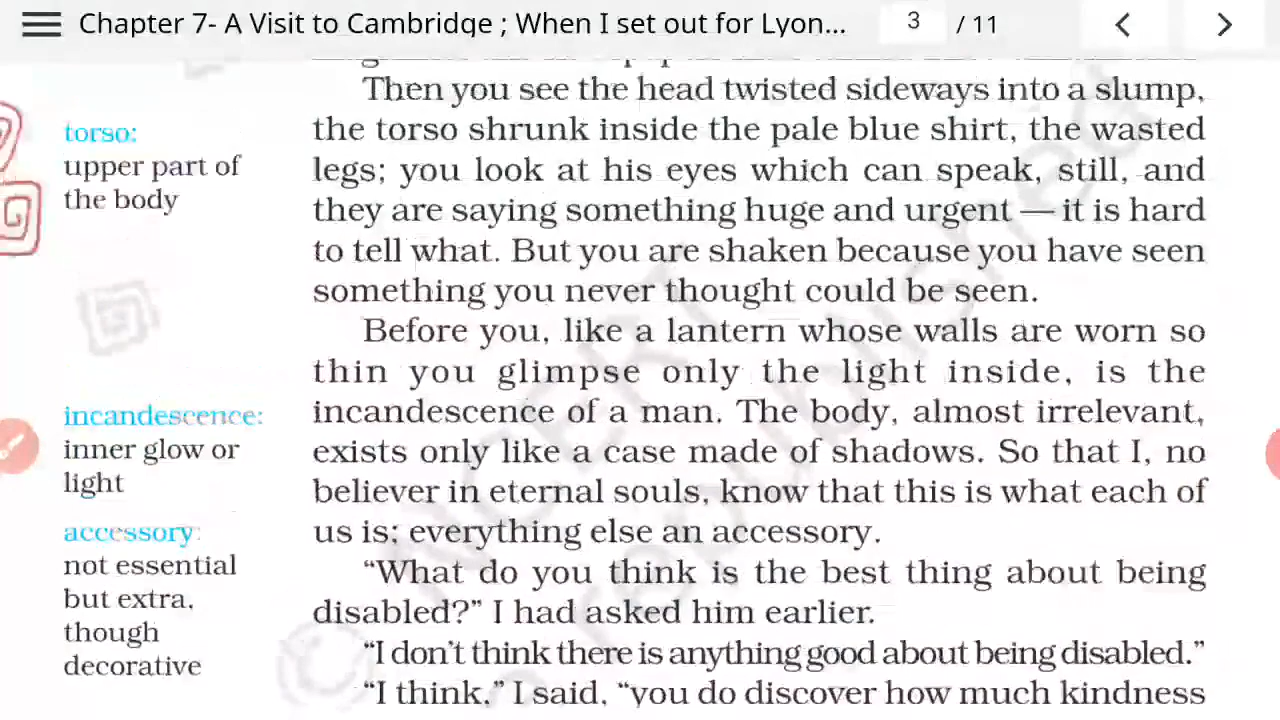 Chapter 7- A Visit to Cambridge ; When I set out for Lyon...
3
/ 11
Then you see the head twisted sideways into a slump,
the torso shrunk inside the pale blue shirt, the wasted
legs; you look at his eyes which can speak, still, and
they are saying something huge and urgent — it is hard
to tell what. But you are shaken because you have seen
something you never thought could be seen.
Before you, like a lantern whose walls are worn so
thin you glimpse only the light inside, is the
incandescence of a man. The body, almost irrelevant,
exists only like a case made of shadows. So that I, no
believer in eternal souls, know that this is what each of
us is; everything else an accessory.
“What do you think is the best thing about being
disabled?” I had asked him earlier.
“I don’t think there is anything good about being disabled.”
“I think,” I said, “you do discover how much kindness
torso:
upper part of
the body
incandescence:
inner glow or
light
accessory:
not essential
but extra,
though
decorative